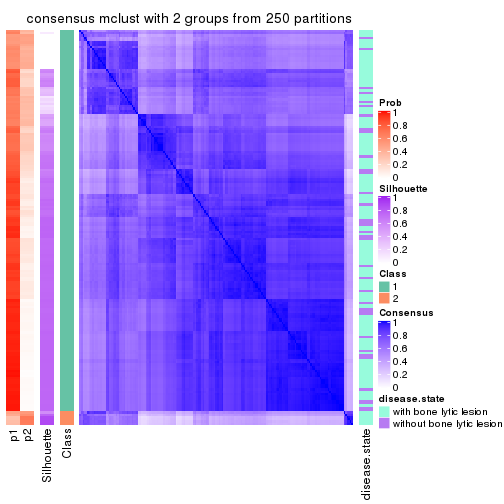 consensus mclust with 2 groups from 250 partitions
Prob
1
0.8
0.6
0.4
0.2
0
Silhouette
1
0.8
0.6
0.4
0.2
0
Class
1
2
Consensus
1
0.8
0.6
0.4
0.2
0
disease.state
with bone lytic lesion
without bone lytic lesion
p1
p2
Silhouette
Class
disease.state